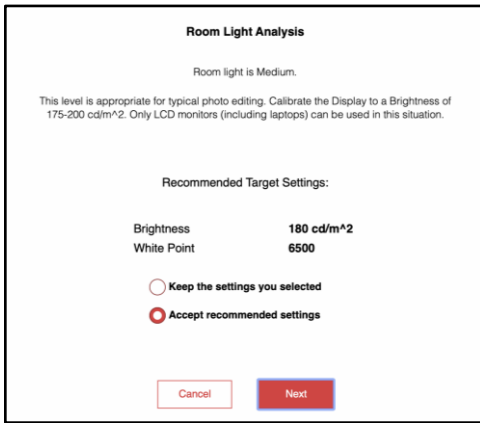 Room Light Analysis
Room light is Medium.
This level is appropriate for typical photo editing. Calibrate the Display to a Brightness of
175-200 cd/m^2. Only LCD monitors (including laptops) can be used in this situation.
Recommended Target Settings:
Brightness 180 cd/m^2
White Point 6500
Keep the settings you selected
Accept recommended settings
Cancel Next